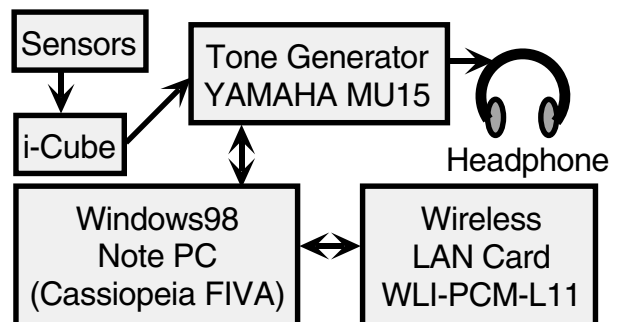 Sensors
Tone Generator
YAMAHA MU15
i-Cube
Headphone
Windows98
Note PC
(Cassiopeia FIVA)
Wireless
LAN Card
WLI-PCM-L11